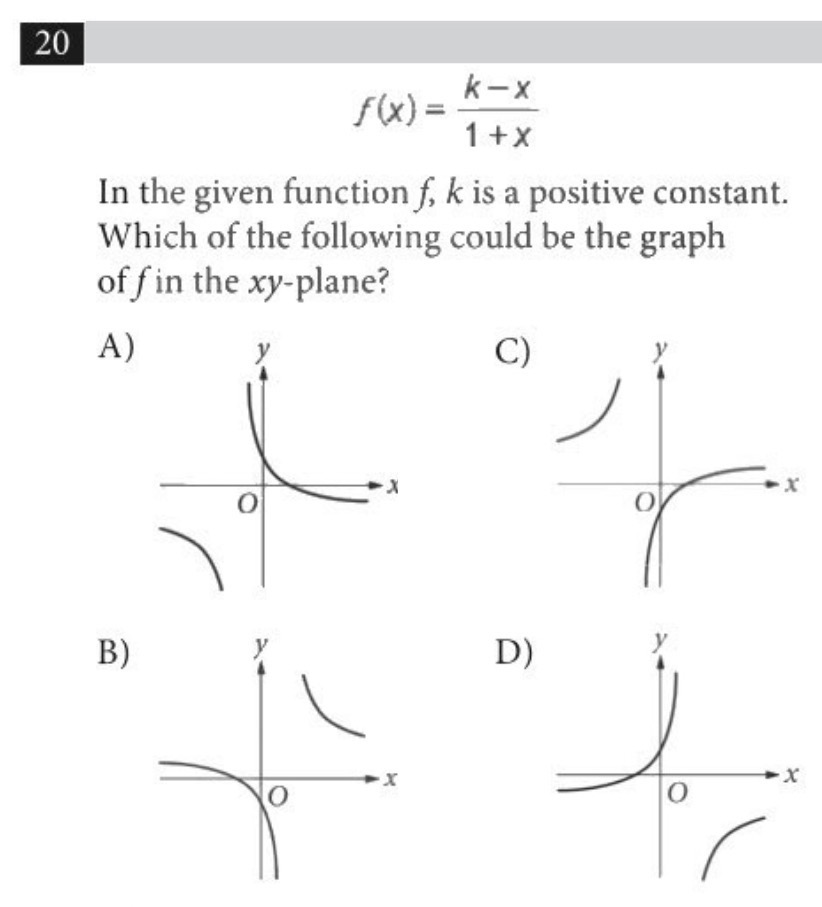 20
f(x) = k−x / 1+x
In the given function f, k is a positive constant.
Which of the following could be the graph
of f in the xy-plane?
A) y x O
C) y x O
B) y x O
D) y x O